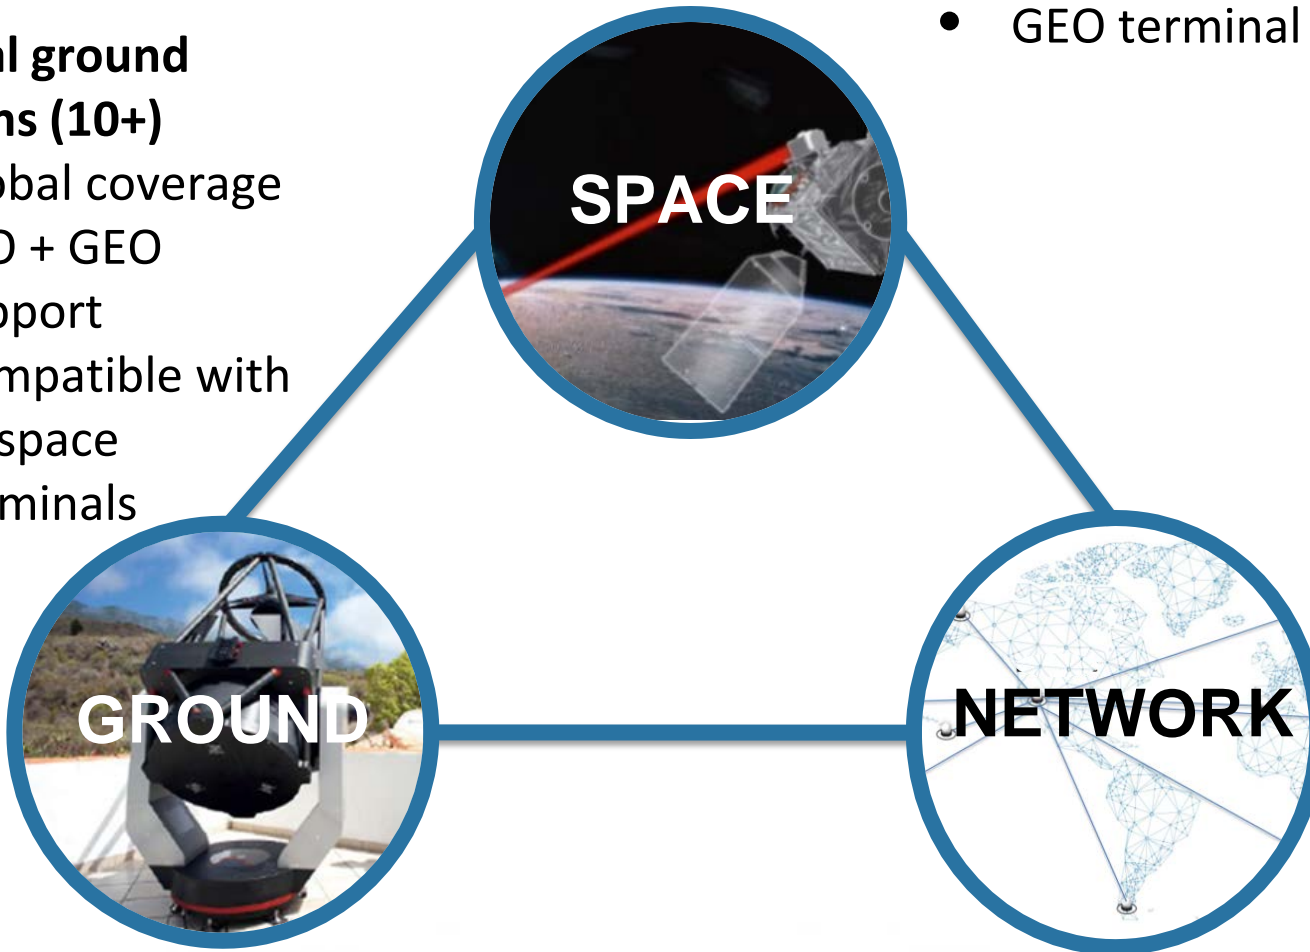 al ground
ns (10+)
obal coverage
O + GEO
pport
mpatible with
space
minals
• GEO terminal
SPACE
GROUND
NETWORK